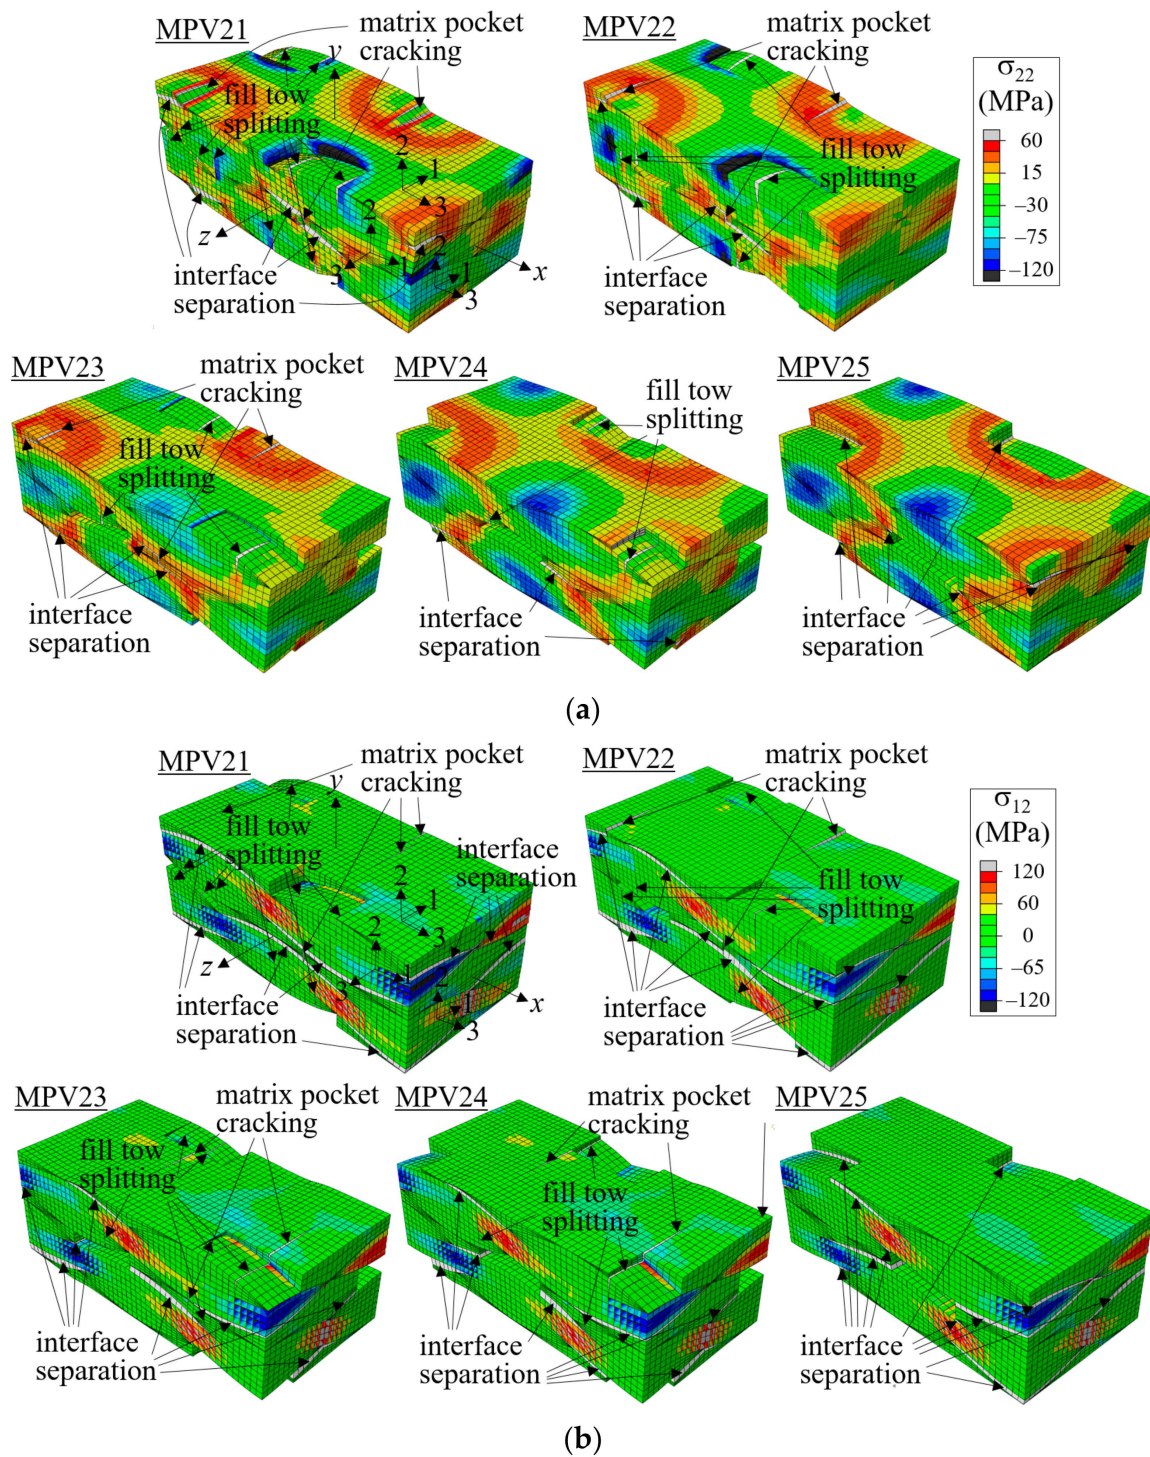 MPV21
matrix pocket
cracking
MPV22
matrix pocket
cracking
y
fill tow
splitting
2
1
3
2
z
1
3
2
1
3
x
interface
separation
fill tow
splitting
interface
separation
σ22
(MPa)
60
15
−30
−75
−120
MPV23
matrix pocket
cracking
fill tow
splitting
interface
separation
MPV24
fill tow
splitting
interface
separation
MPV25
interface
separation
(a)
MPV21
matrix pocket
cracking
y
fill tow
splitting
interface
separation
2
1
3
2
z
1
3
2
1
3
x
interface
separation
MPV22
matrix pocket
cracking
fill tow
splitting
interface
separation
σ12
(MPa)
120
60
0
−65
−120
MPV23
matrix pocket
cracking
fill tow
splitting
interface
separation
MPV24
matrix pocket
cracking
fill tow
splitting
interface
separation
MPV25
interface
separation
(b)